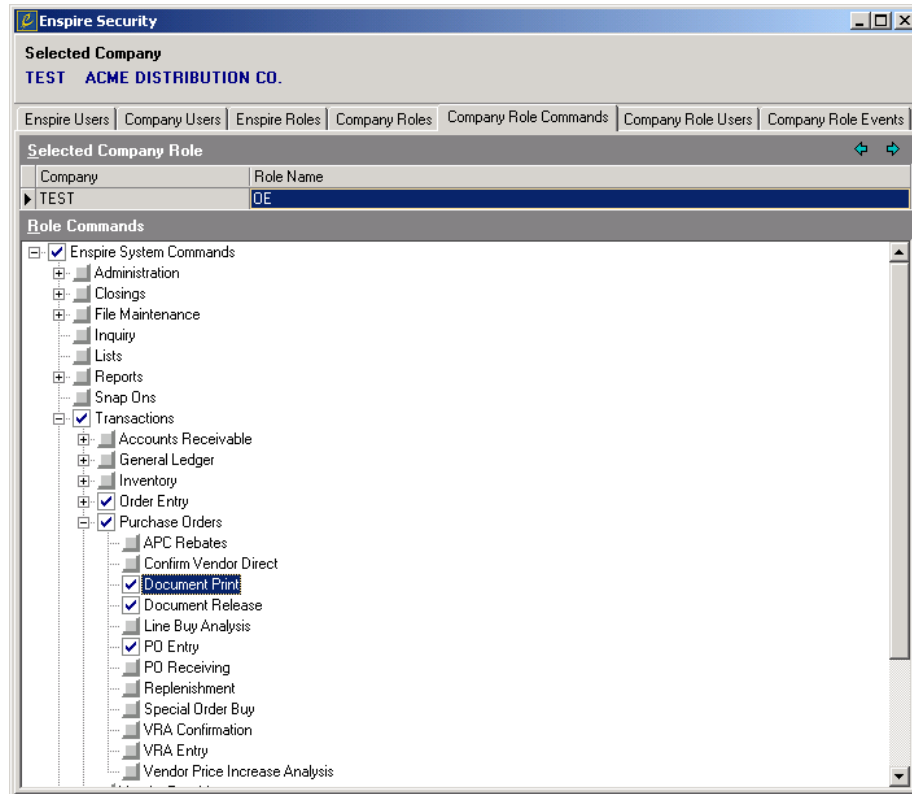 Enspire Security
Selected Company
TEST ACME DISTRIBUTION CO.
Enspire Users Company Users Enspire Roles Company Roles Company Role Commands Company Role Users Company Role Events
Selected Company Role
Company Role Name
TEST OE
Role Commands
Enspire System Commands
Administration
Closings
File Maintenance
Inquiry
Lists
Reports
Snap Ons
Transactions
Accounts Receivable
General Ledger
Inventory
Order Entry
Purchase Orders
APC Rebates
Confirm Vendor Direct
Document Print
Document Release
Line Buy Analysis
PO Entry
PO Receiving
Replenishment
Special Order Buy
VRA Confirmation
VRA Entry
Vendor Price Increase Analysis